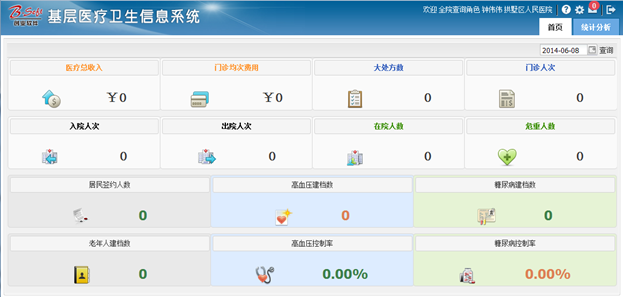 B.Soft 创业软件 基层医疗卫生信息系统 欢迎 全院查询角色 钟伟伟 拱墅区人民医院 ? 0
首页 统计分析
2014-06-08 查询
医疗总收入 门诊均次费用 大处方数 门诊人次
￥0 ￥0 0 0
入院人次 出院人次 在院人数 危重人数
0 0 0 0
居民签约人数 高血压建档数 糖尿病建档数
0 0 0
老年人建档数 高血压控制率 糖尿病控制率
0 0.00% 0.00%